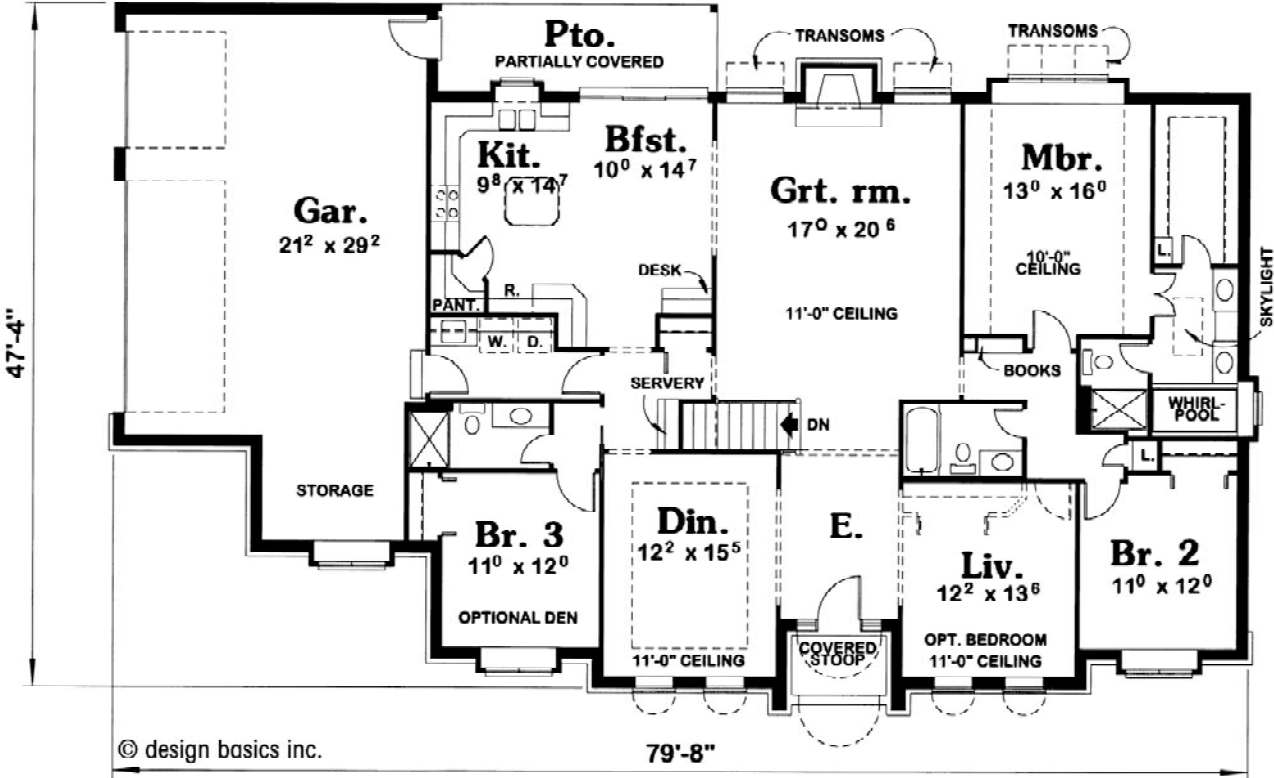 TRANSOMS
TRANSOMS
Pto.
PARTIALLY COVERED
Kit.
9⁸ x 14⁷
Bfst.
10⁰ x 14⁷
Grt. rm.
17⁰ x 20⁶
11'-0" CEILING
Mbr.
13⁰ x 16⁰
10'-0"
CEILING
L.
SKYLIGHT
Gar.
21² x 29²
DESK
R.
PANT.
W.
D.
SERVERY
BOOKS
WHIRL-
POOL
DN
L.
47'-4"
STORAGE
Br. 3
11⁰ x 12⁰
OPTIONAL DEN
Din.
12² x 15⁵
11'-0" CEILING
E.
COVERED
STOOP
Liv.
12² x 13⁶
OPT. BEDROOM
11'-0" CEILING
Br. 2
11⁰ x 12⁰
© design basics inc.
79'-8"